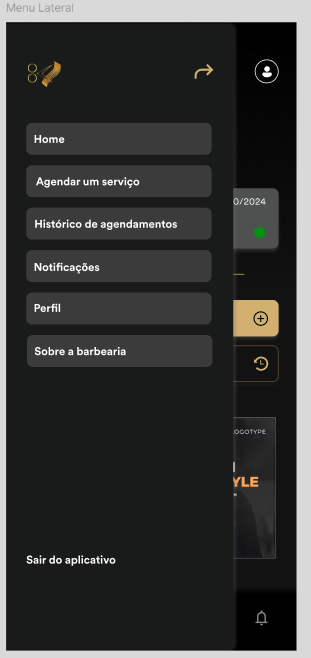 Menu Lateral
Home
Agendar um serviço
0/2024
Histórico de agendamentos
Notificações
Perfil
Sobre a barbearia
OGOTYPE
YLE
Sair do aplicativo